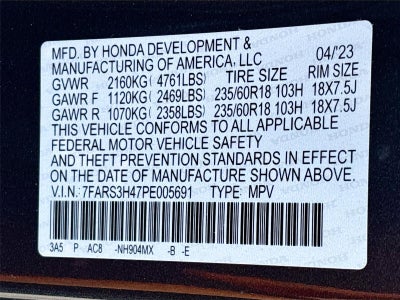 MFD. BY HONDA DEVELOPMENT &
MANUFACTURING OF AMERICA, LLC 04/23
GVWR 2160KG (4761LBS) TIRE SIZE RIM SIZE
GAWR F 1120KG (2469LBS) 235/60R18 103H 18X7.5J
GAWR R 1070KG (2358LBS) 235/60R18 103H 18X7.5J
THIS VEHICLE CONFORMS TO ALL APPLICABLE
FEDERAL MOTOR VEHICLE SAFETY
AND THEFT PREVENTION STANDARDS IN EFFECT ON
THE DATE OF MANUFACTURE SHOWN ABOVE.
V.I.N.: 7FARS3H47PE005691 TYPE: MPV
3A5 P AC8 -NH904MX -B -E